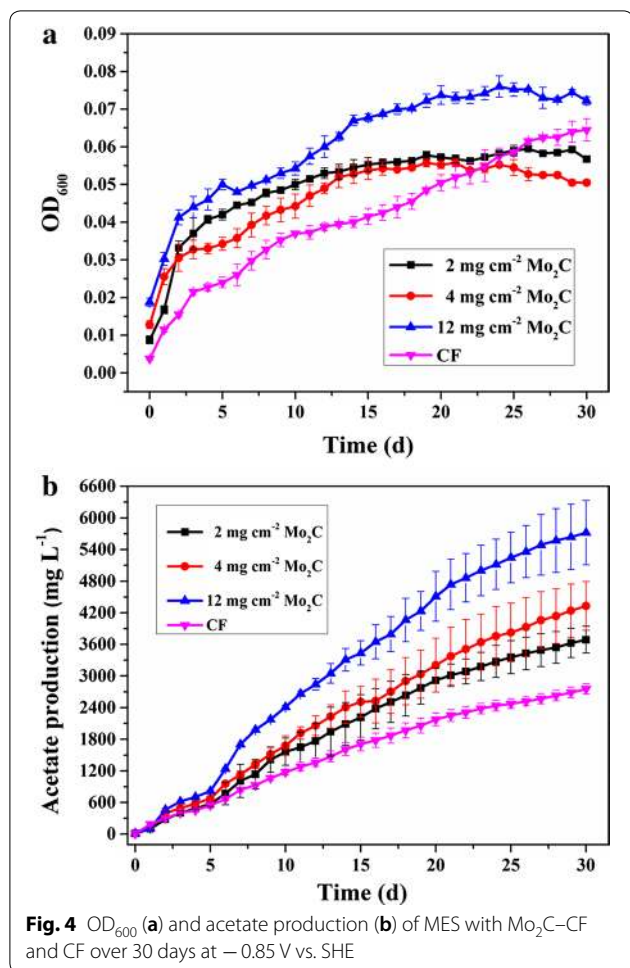 a
0.09
0.08
0.07
0.06
0.05
0.04
0.03
0.02
0.01
0.00
OD₆₀₀
2 mg cm⁻² Mo₂C
4 mg cm⁻² Mo₂C
12 mg cm⁻² Mo₂C
CF
0 5 10 15 20 25 30
Time (d)
b
6600
6000
5400
4800
4200
3600
3000
2400
1800
1200
600
0
Acetate production (mg L⁻¹)
2 mg cm⁻² Mo₂C
4 mg cm⁻² Mo₂C
12 mg cm⁻² Mo₂C
CF
0 5 10 15 20 25 30
Time (d)
Fig. 4 OD₆₀₀ (a) and acetate production (b) of MES with Mo₂C–CF
and CF over 30 days at − 0.85 V vs. SHE